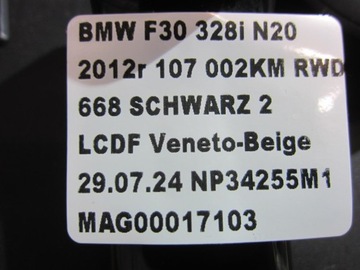 BMW F30 328i N20
2012r 107 002KM RWD
668 SCHWARZ 2
LCDF Veneto-Beige
29.07.24 NP34255M1
MAG00017103